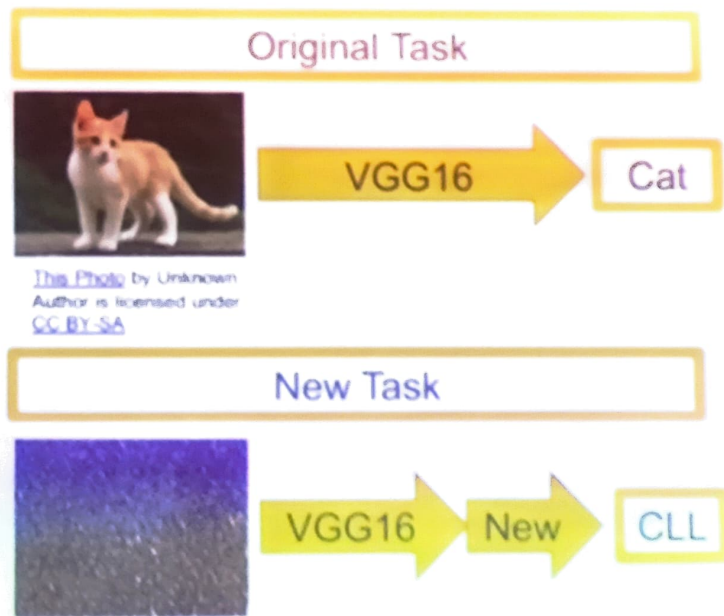 Original Task
VGG16
Cat
This Photo by Unknown
Author is licensed under
CC BY-SA
New Task
VGG16
New
CLL